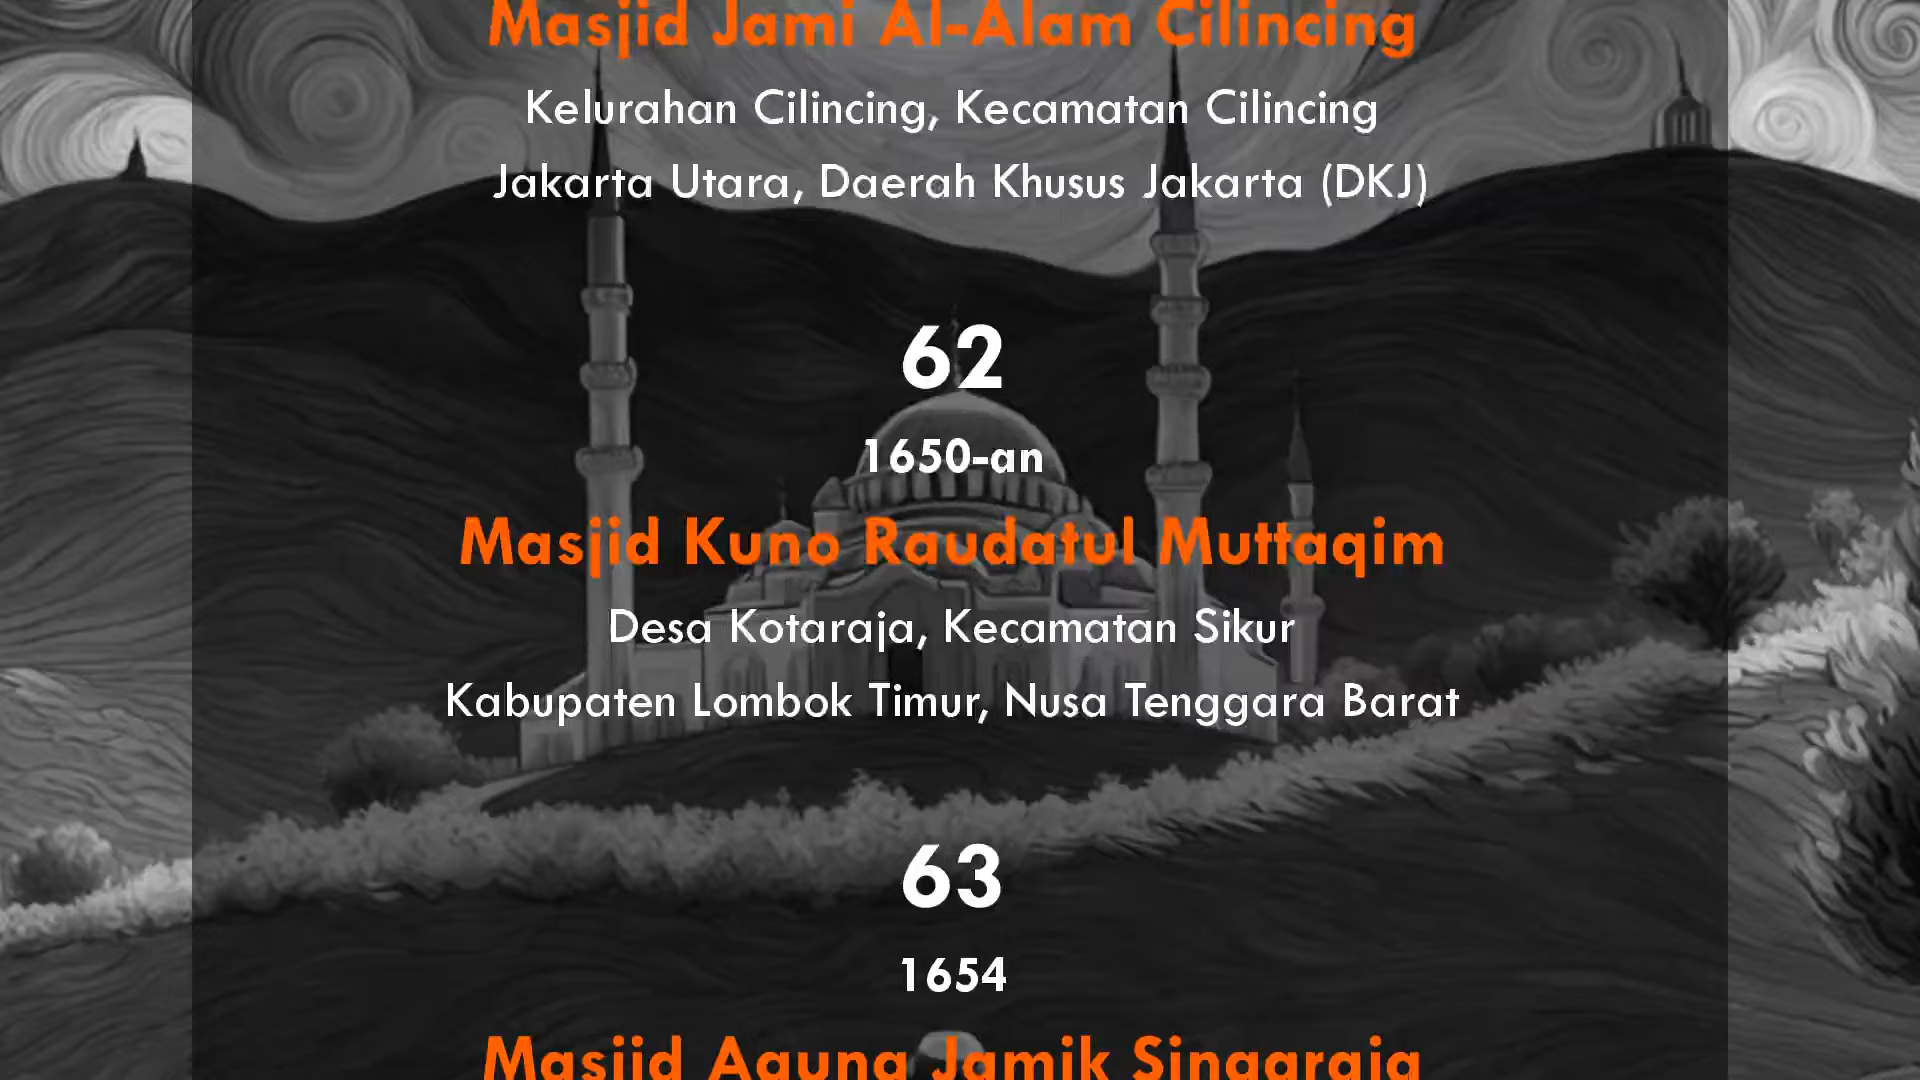 Masjid Jami Al-Alam Cilincing
Kelurahan Cilincing, Kecamatan Cilincing
Jakarta Utara, Daerah Khusus Jakarta (DKJ)
62
1650-an
Masjid Kuno Raudatul Muttaqim
Desa Kotaraja, Kecamatan Sikur
Kabupaten Lombok Timur, Nusa Tenggara Barat
63
1654
Masjid Agung Jamik Singaraja